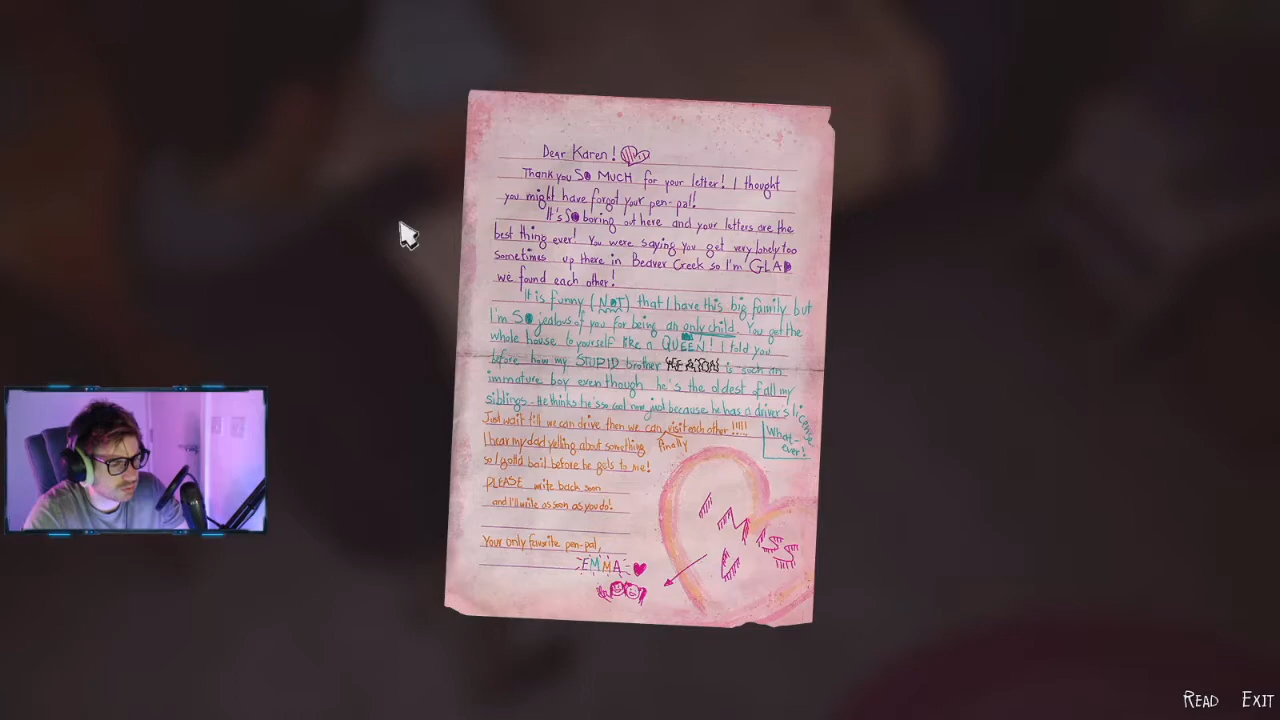 Dear Karen!
Thank you SO MUCH for your letter! I thought
you might have forgot your pen-pal!
It's SO boring out here and your letters are the
best thing ever! You were saying you get very lonely too
sometimes up there in Beaver Creek so I'm GLAD
we found each other!
It is funny (NOT) that I have this big family but
I'm SO jealous of you for being an only child. You got the
whole house to yourself like a QUEEN! I told you
before how my STUPID brother is such an
immature boy even though he's the oldest of all my
siblings. He thinks he's so cool now just because he has a driver's license
What-
ever!
Just wait till we can drive then we can finally visit each other!!!!!
I hear my dad yelling about something
so I gotta bail before he gets to me!
PLEASE write back soon
and I'll write as soon as you do!
Your only favorite pen-pal,
EMMA
READ EXIT